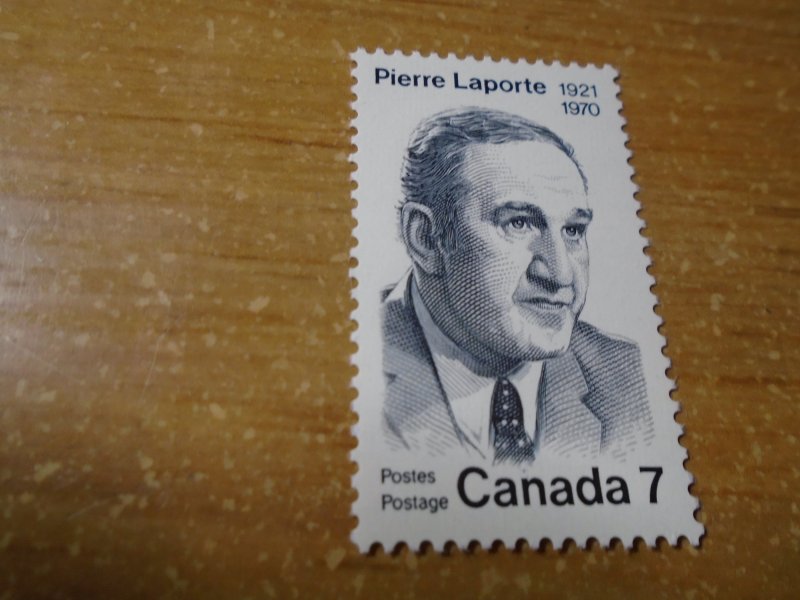 Pierre Laporte 1921
1970
Postes
Postage Canada 7